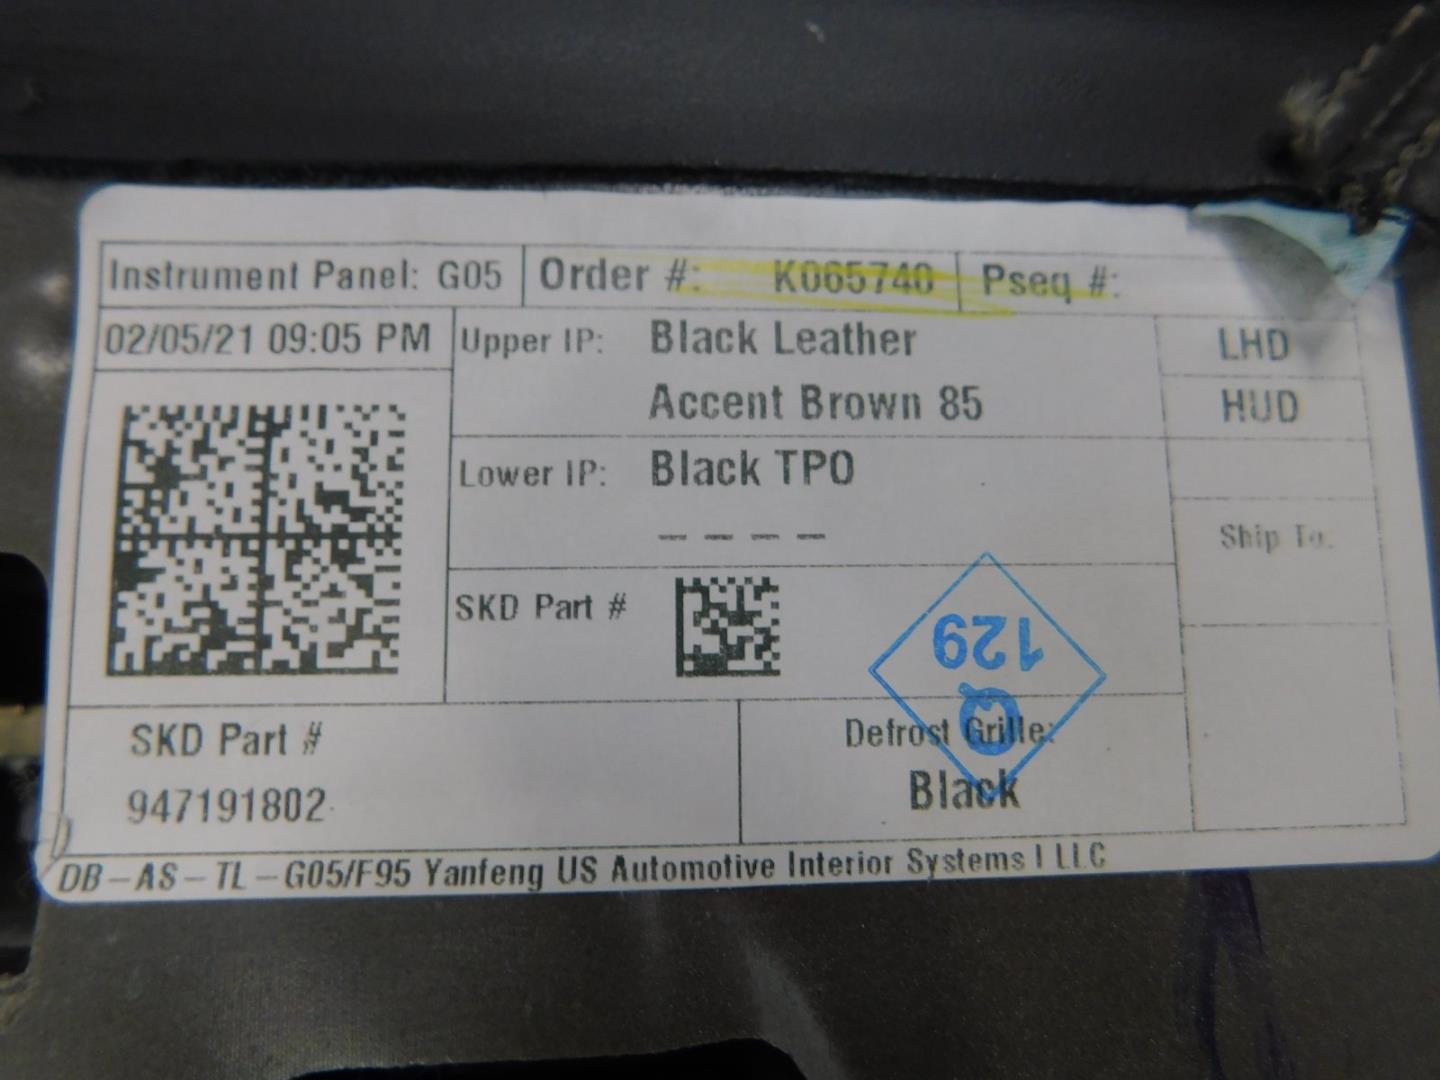 Instrument Panel: G05 Order #: K065740 Pseq #:
02/05/21 09:05 PM Upper IP: Black Leather LHD
Accent Brown 85 HUD
Lower IP: Black TPO
----
Ship To:
SKD Part #
129
Q
SKD Part # Defrost Grille:
947191802 Black
DB-AS-TL-G05/F95 Yanfeng US Automotive Interior Systems I LLC